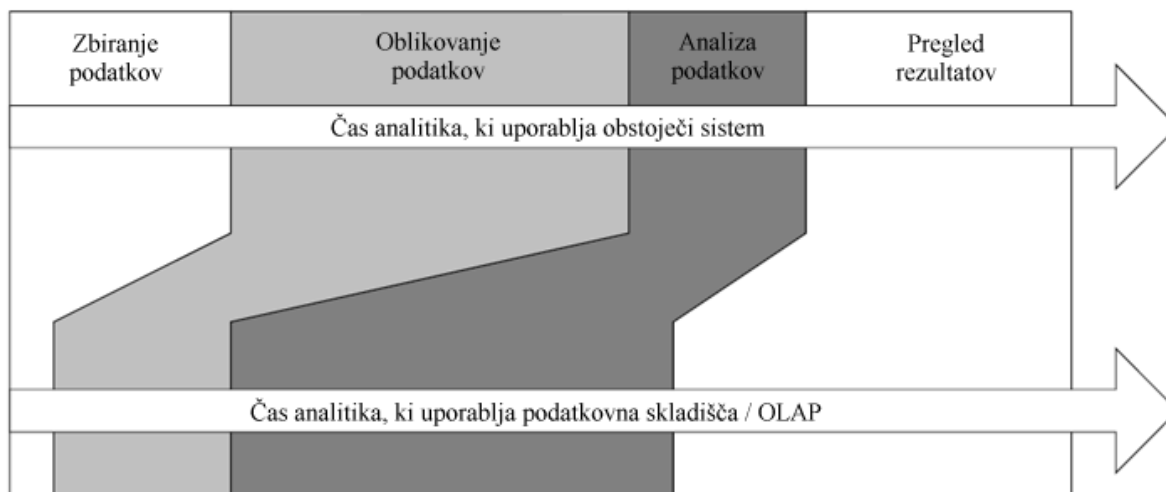 Zbiranje
podatkov
Oblikovanje
podatkov
Analiza
podatkov
Pregled
rezultatov
Čas analitika, ki uporablja obstoječi sistem
Čas analitika, ki uporablja podatkovna skladišča / OLAP